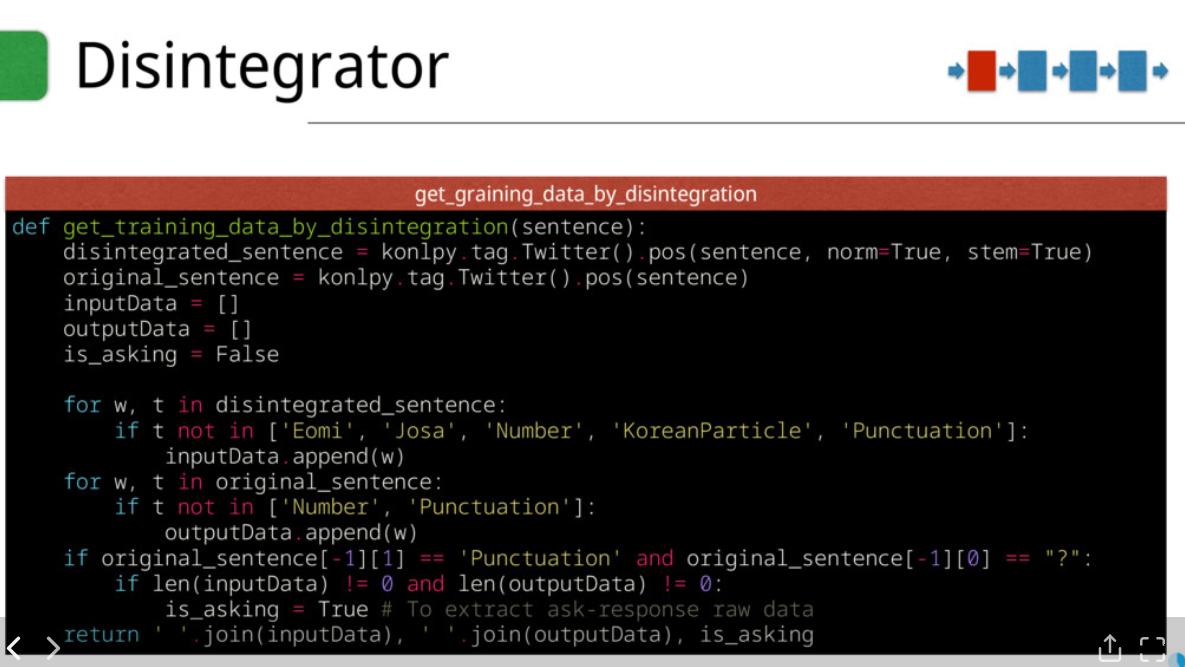 Disintegrator
get_graining_data_by_disintegration
def get_training_data_by_disintegration(sentence):
    disintegrated_sentence = konlpy.tag.Twitter().pos(sentence, norm=True, stem=True)
    original_sentence = konlpy.tag.Twitter().pos(sentence)
    inputData = []
    outputData = []
    is_asking = False
    for w, t in disintegrated_sentence:
        if t not in ['Eomi', 'Josa', 'Number', 'KoreanParticle', 'Punctuation']:
            inputData.append(w)
    for w, t in original_sentence:
        if t not in ['Number', 'Punctuation']:
            outputData.append(w)
    if original_sentence[-1][1] == 'Punctuation' and original_sentence[-1][0] == "?":
        if len(inputData) != 0 and len(outputData) != 0:
            is_asking = True # To extract ask-response raw data
    return ' '.join(inputData), ' '.join(outputData), is_asking